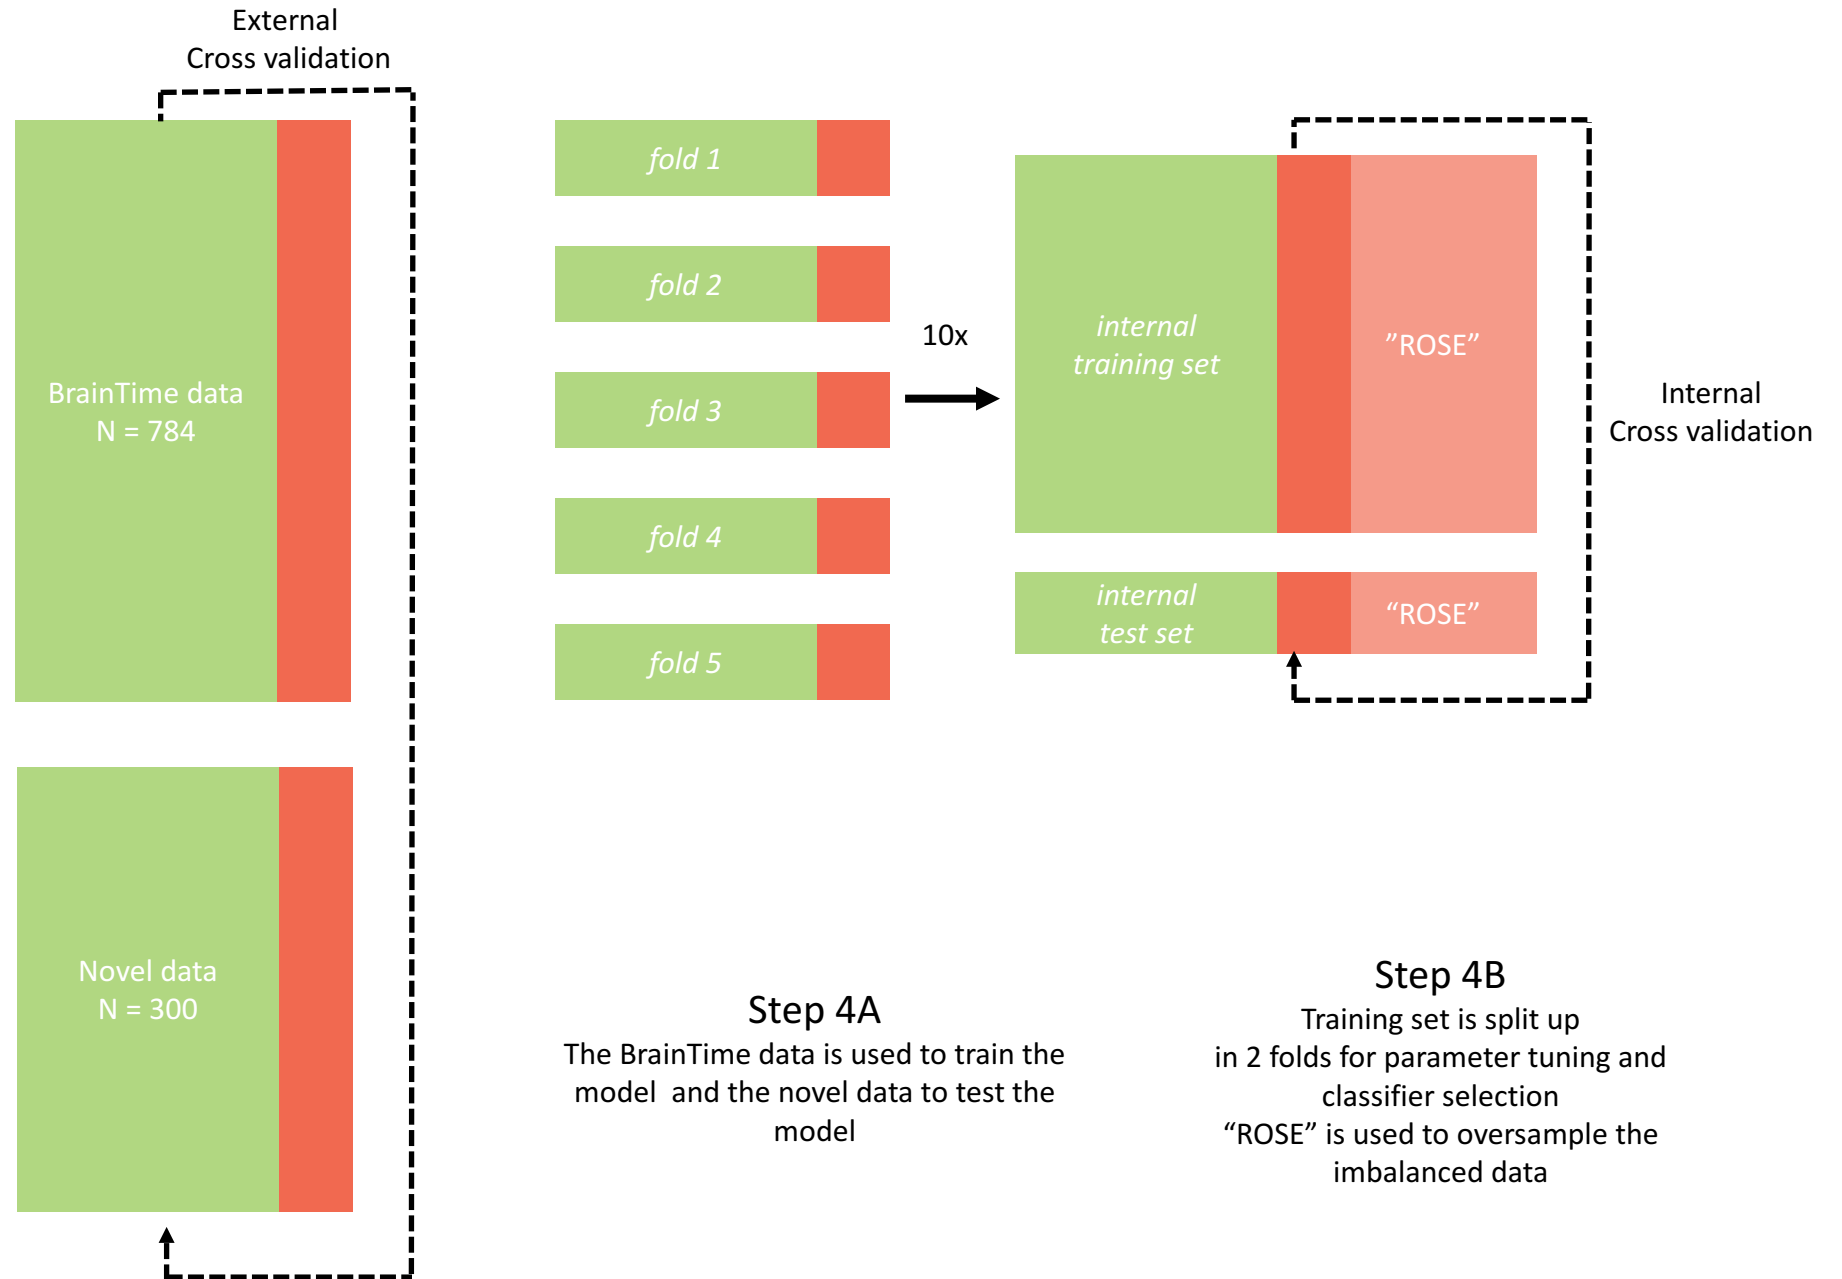 External
Cross validation
BrainTime data
N = 784
Novel data
N = 300
fold 1
fold 2
fold 3
fold 4
fold 5
10x
internal
training set
”ROSE”
internal
test set
“ROSE”
Internal
Cross validation
Step 4A
The BrainTime data is used to train the
model  and the novel data to test the
model
Step 4B
Training set is split up
in 2 folds for parameter tuning and
classifier selection
“ROSE” is used to oversample the
imbalanced data